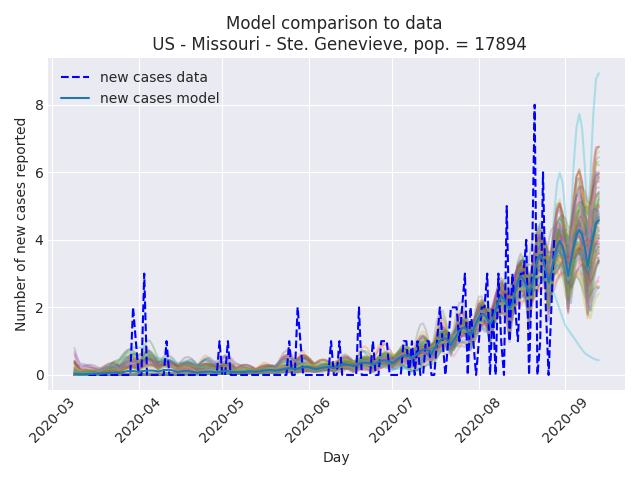 Model comparison to data
US - Missouri - Ste. Genevieve, pop. = 17894
new cases data
new cases model
Number of new cases reported
8
6
4
2
0
2020-03
2020-04
2020-05
2020-06
2020-07
2020-08
2020-09
Day